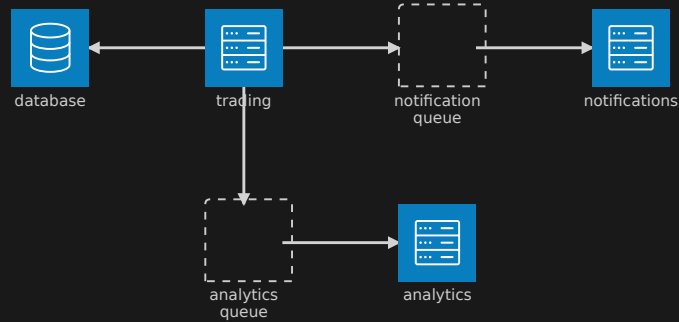 database
trading
notification
queue
notifications
analytics
queue
analytics